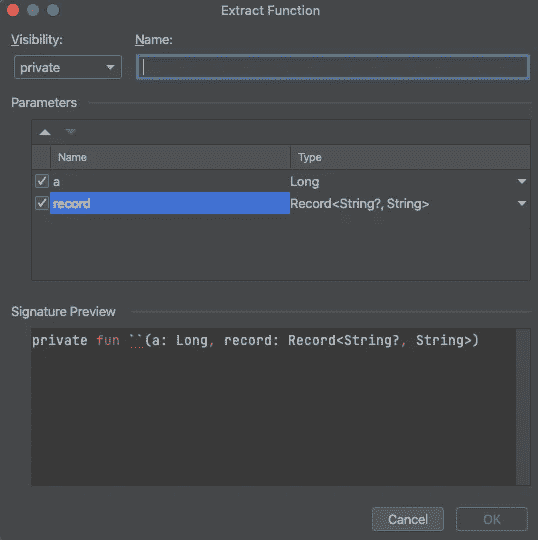 Extract Function
Visibility: Name:
private
Parameters
Name Type
a Long
record Record<String?, String>
Signature Preview
private fun ``(a: Long, record: Record<String?, String>)
Cancel OK